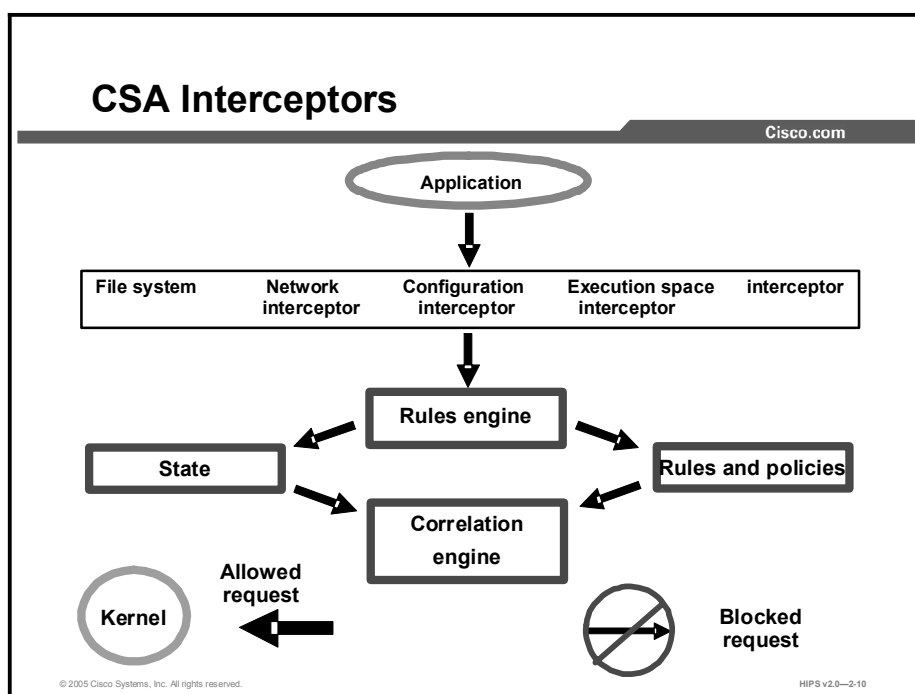 CSA Interceptors
Cisco.com
Application
File system Network Configuration Execution space interceptor
interceptor interceptor interceptor
Rules engine
State
Rules and policies
Correlation
engine
Allowed
request
Kernel
Blocked
request
© 2005 Cisco Systems, Inc. All rights reserved.
HIPS v2.0—2-10